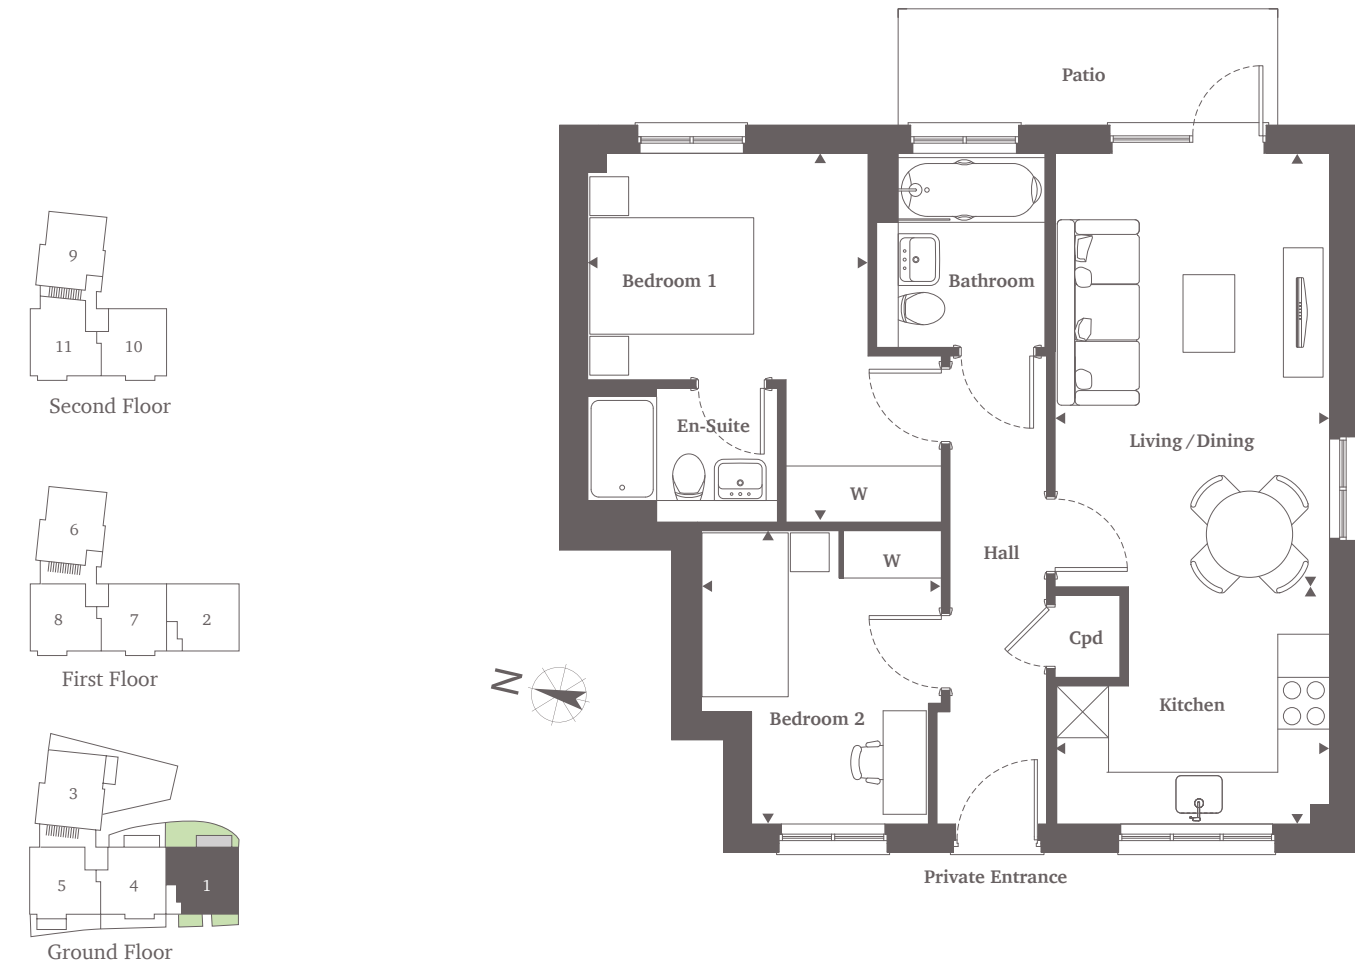 9
11
10
Second Floor
6
8
7
2
First Floor
3
5
4
1
Ground Floor
N
Patio
Bedroom 1
Bathroom
En-Suite
Living / Dining
W
Hall
W
Cpd
Kitchen
Bedroom 2
Private Entrance